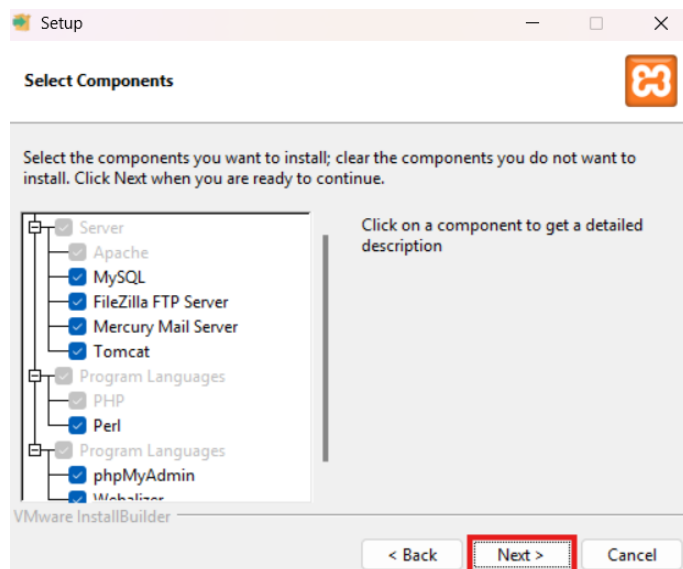 Setup
Select Components
Select the components you want to install; clear the components you do not want to
install. Click Next when you are ready to continue.
Server
Apache
MySQL
FileZilla FTP Server
Mercury Mail Server
Tomcat
Program Languages
PHP
Perl
Program Languages
phpMyAdmin
Webalizer
Click on a component to get a detailed
description
VMware InstallBuilder
< Back
Next >
Cancel